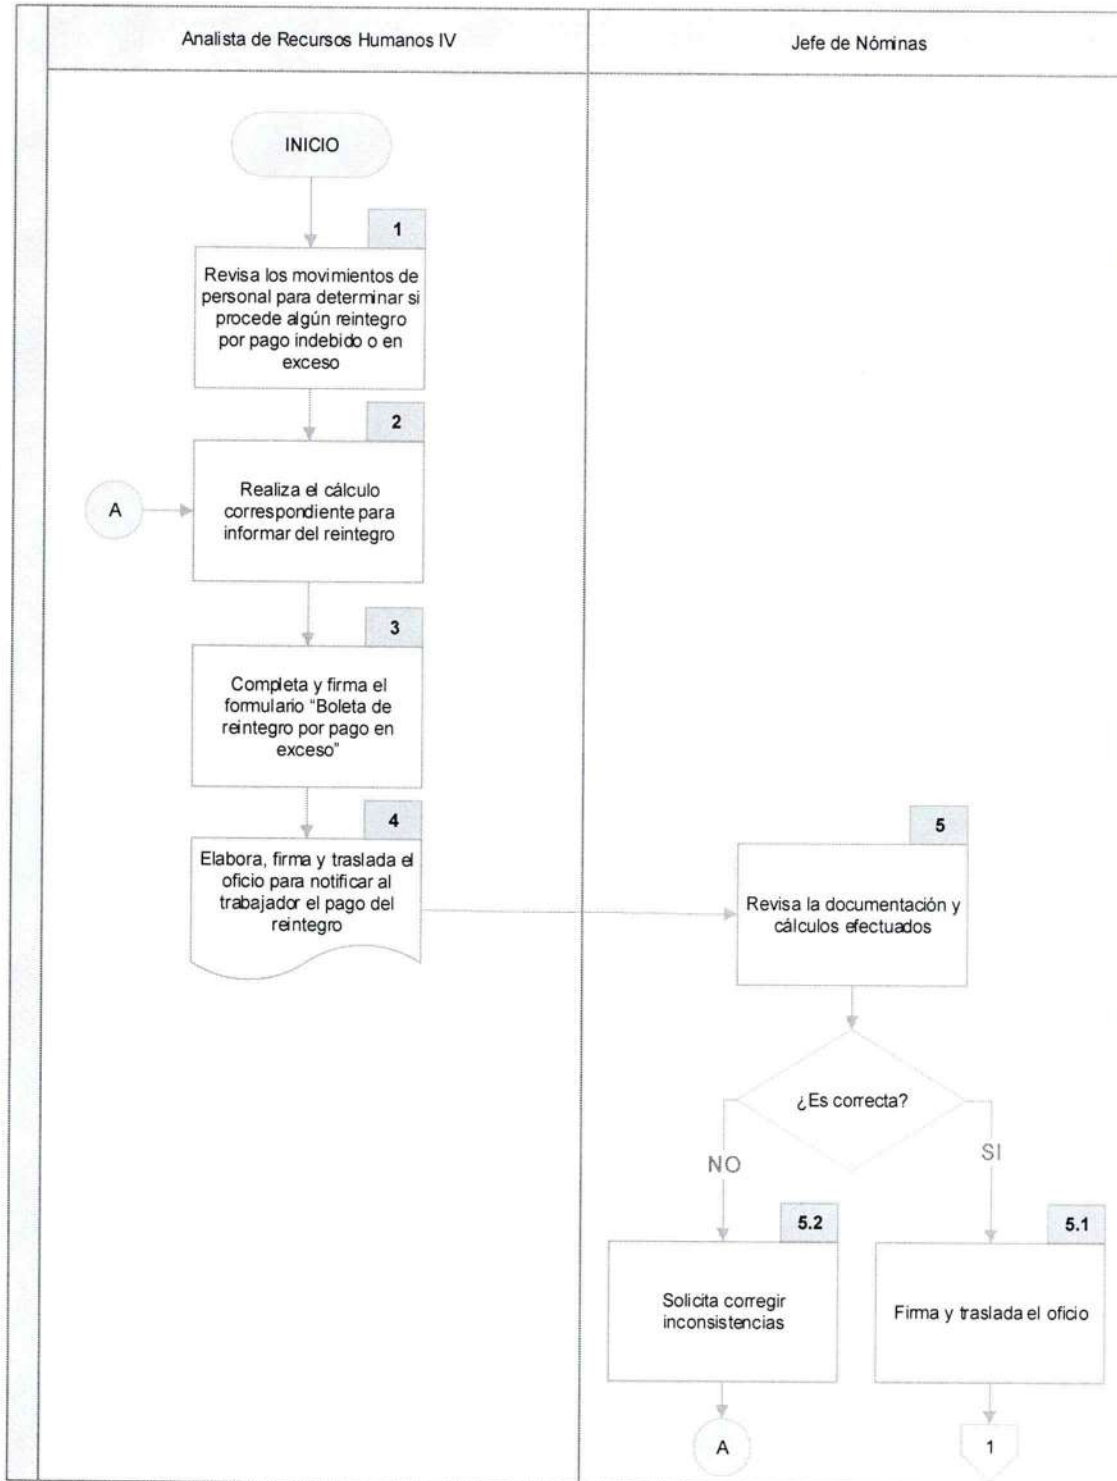 Analista de Recursos Humanos IV
Jefe de Nóminas
INICIO
1
Revisa los movimientos de
personal para determinar si
procede algún reintegro
por pago indebido o en
exceso
2
A
Realiza el cálculo
correspondiente para
informar del reintegro
3
Completa y firma el
formulario “Boleta de
reintegro por pago en
exceso”
4
Elabora, firma y traslada el
oficio para notificar al
trabajador el pago del
reintegro
5
Revisa la documentación y
cálculos efectuados
¿Es correcta?
NO
SI
5.2
Solicita corregir
inconsistencias
A
5.1
Firma y traslada el oficio
1